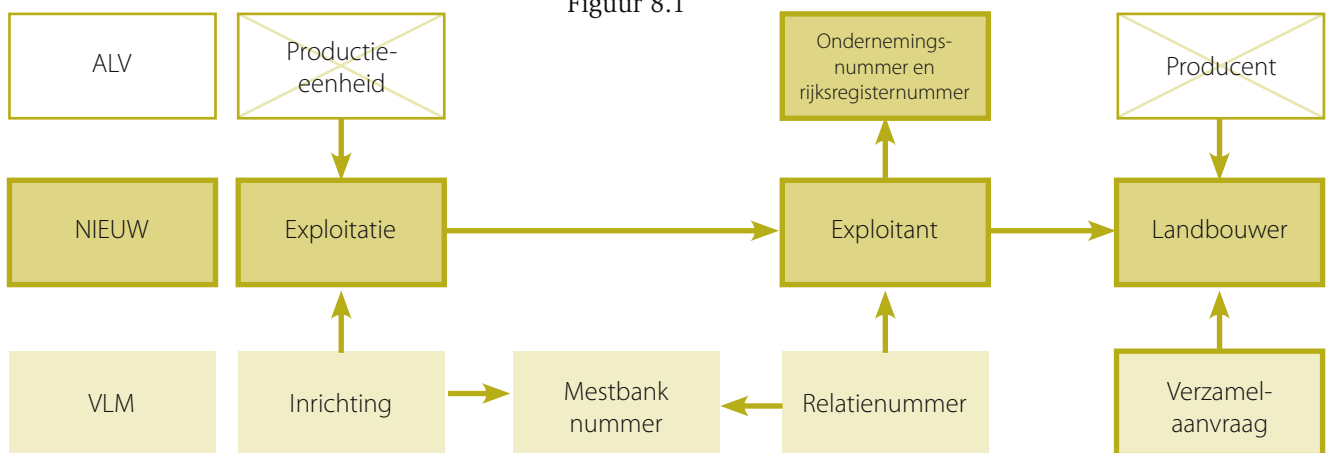 Figuur 8.1
ALV
Productie-
eenheid
Ondernemings-
nummer en
rijksregisternummer
Producent
NIEUW
Exploitatie
Exploitant
Landbouwer
VLM
Inrichting
Mestbank
nummer
Relatienummer
Verzamel-
aanvraag